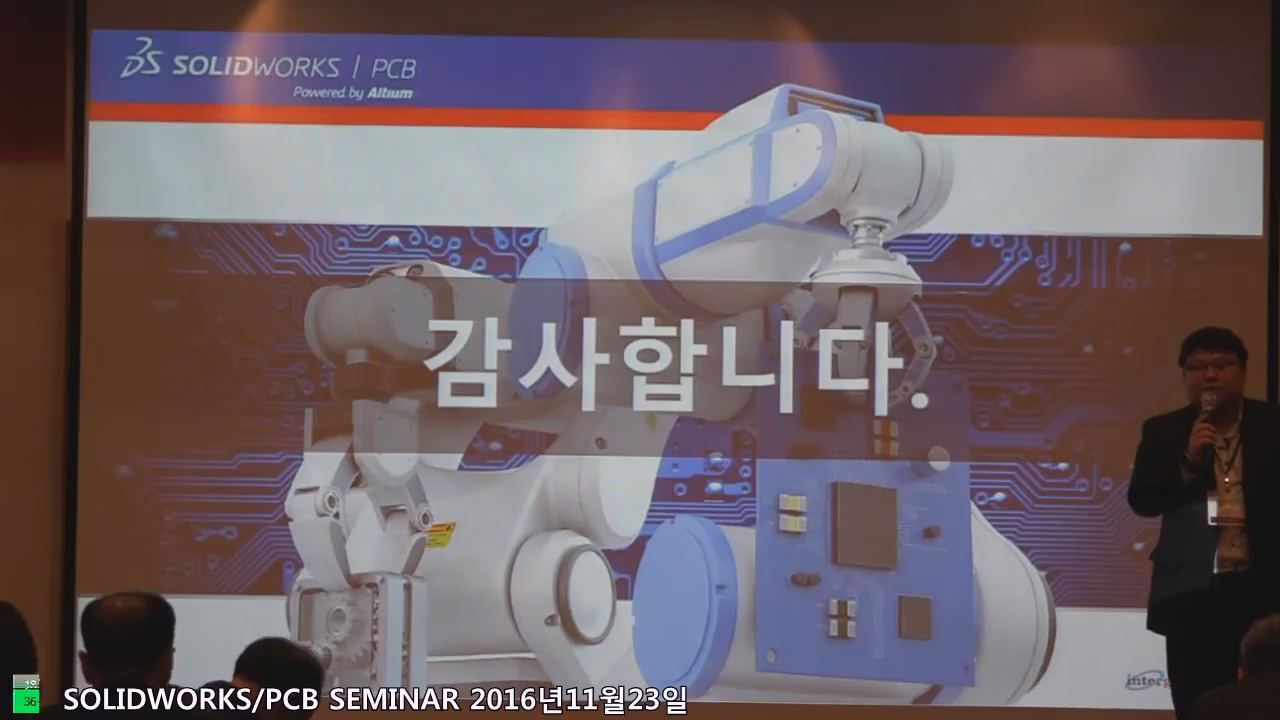 SOLIDWORKS | PCB
Powered by Altium
감사합니다.
36
SOLIDWORKS/PCB SEMINAR 2016년11월23일